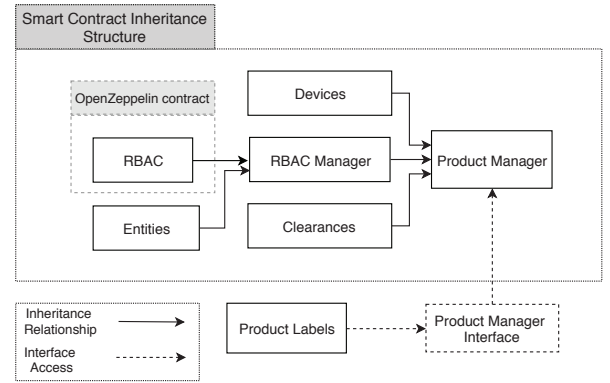 Smart Contract Inheritance
Structure
OpenZeppelin contract
Devices
RBAC
RBAC Manager
Product Manager
Entities
Clearances
Inheritance
Relationship
Interface
Access
Product Labels
Product Manager
Interface